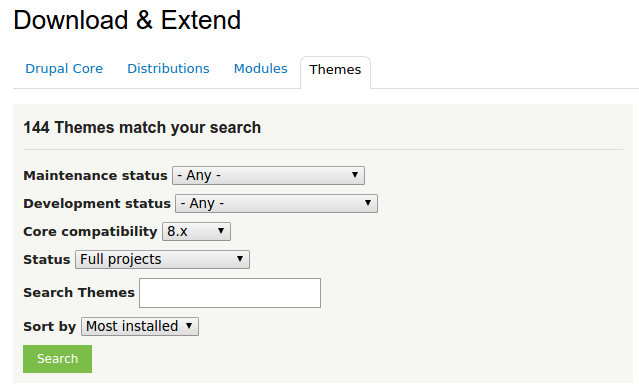 Download & Extend
Drupal Core Distributions Modules Themes
144 Themes match your search
Maintenance status - Any -
Development status - Any -
Core compatibility 8.x
Status Full projects
Search Themes
Sort by Most installed
Search